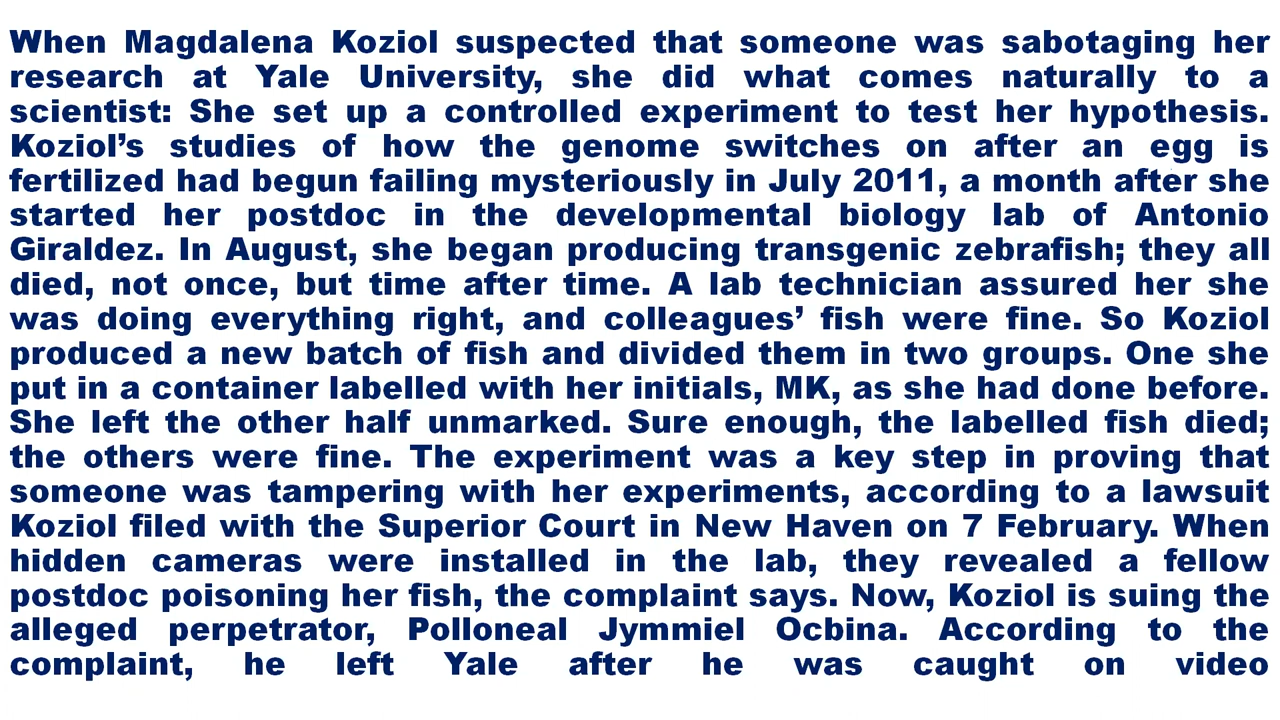 When Magdalena Koziol suspected that someone was sabotaging her
research at Yale University, she did what comes naturally to a
scientist: She set up a controlled experiment to test her hypothesis.
Koziol’s studies of how the genome switches on after an egg is
fertilized had begun failing mysteriously in July 2011, a month after she
started her postdoc in the developmental biology lab of Antonio
Giraldez. In August, she began producing transgenic zebrafish; they all
died, not once, but time after time. A lab technician assured her she
was doing everything right, and colleagues’ fish were fine. So Koziol
produced a new batch of fish and divided them in two groups. One she
put in a container labelled with her initials, MK, as she had done before.
She left the other half unmarked. Sure enough, the labelled fish died;
the others were fine. The experiment was a key step in proving that
someone was tampering with her experiments, according to a lawsuit
Koziol filed with the Superior Court in New Haven on 7 February. When
hidden cameras were installed in the lab, they revealed a fellow
postdoc poisoning her fish, the complaint says. Now, Koziol is suing the
alleged perpetrator, Polloneal Jymmiel Ocbina. According to the
complaint, he left Yale after he was caught on video